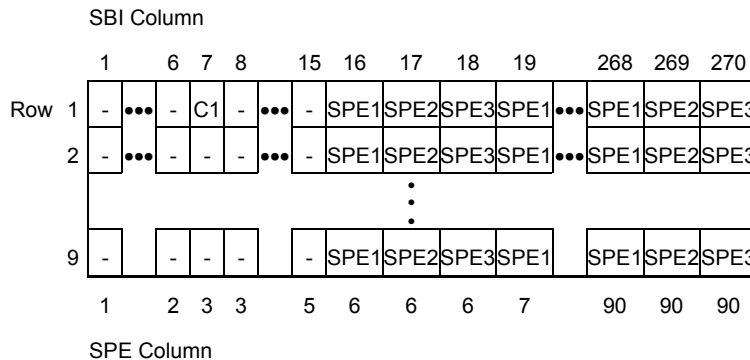 SBI Column
1 6 7 8 15 16 17 18 19 268 269 270
Row 1 - ••• - C1 - ••• - SPE1 SPE2 SPE3 SPE1 ••• SPE1 SPE2 SPE3
2 - ••• - - - ••• - SPE1 SPE2 SPE3 SPE1 ••• SPE1 SPE2 SPE3
9 - - - - - SPE1 SPE2 SPE3 SPE1 SPE1 SPE2 SPE3
1 2 3 3 5 6 6 6 7 90 90 90
SPE Column